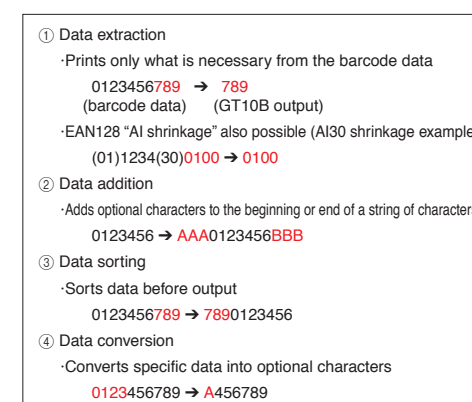 ① Data extraction
·Prints only what is necessary from the barcode data
0123456789 ➔ 789
(barcode data) (GT10B output)
·EAN128 “AI shrinkage” also possible (AI30 shrinkage example
(01)1234(30)0100 ➔ 0100
② Data addition
·Adds optional characters to the beginning or end of a string of character
0123456 ➔ AAA0123456BBB
③ Data sorting
·Sorts data before output
0123456789 ➔ 7890123456
④ Data conversion
·Converts specific data into optional characters
0123456789 ➔ A456789